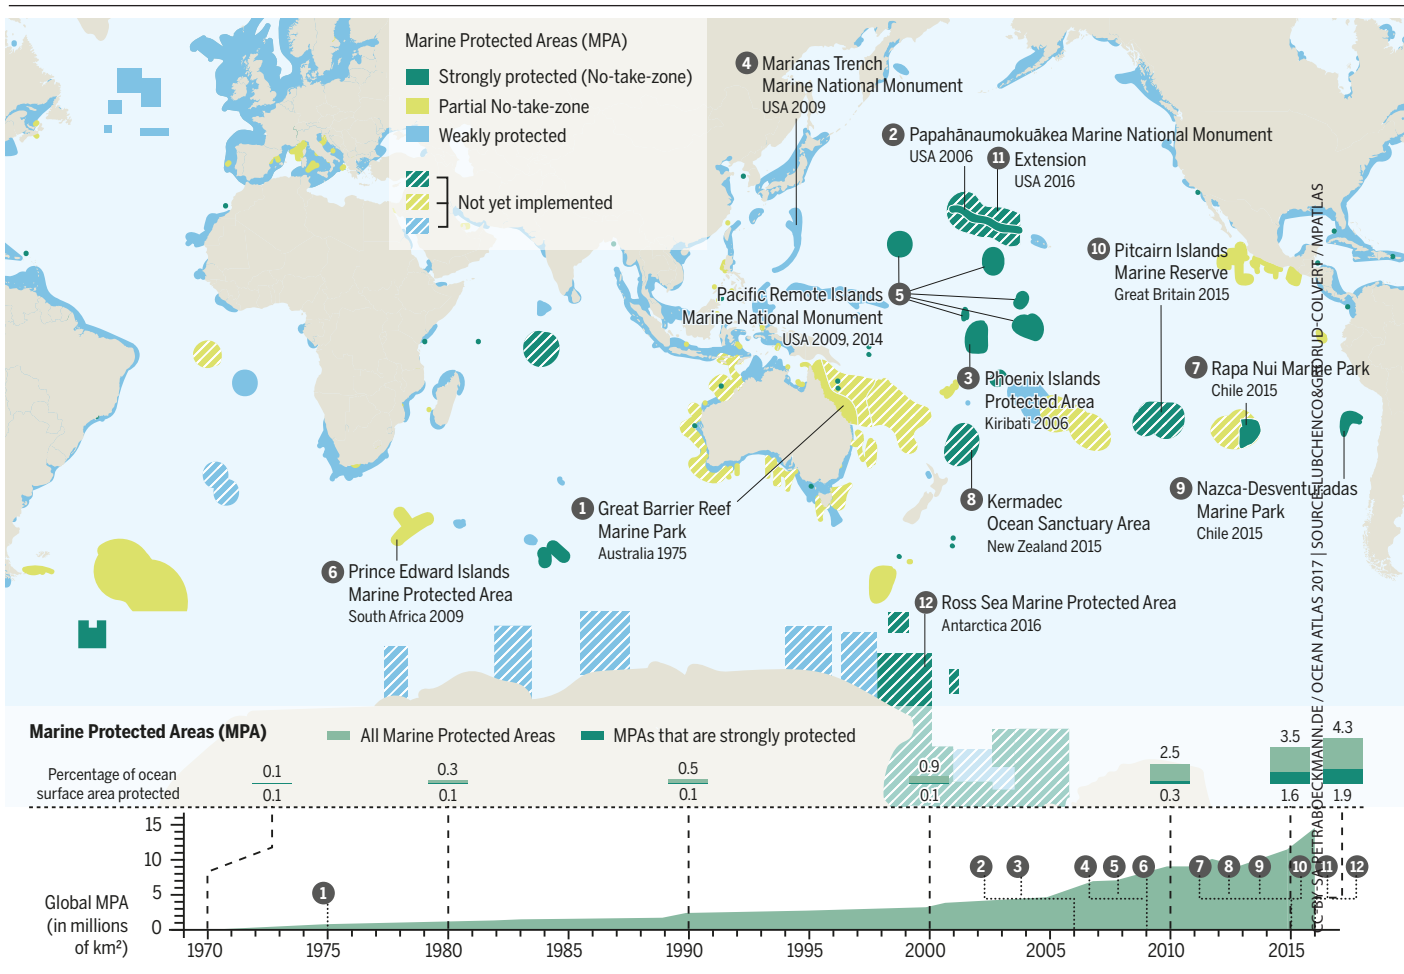 Marine Protected Areas (MPA)
Strongly protected (No-take-zone)
Partial No-take-zone
Weakly protected
Not yet implemented
4 Marianas Trench
Marine National Monument
USA 2009
2 Papahānaumokuākea Marine National Monument
USA 2006
11 Extension
USA 2016
10 Pitcairn Islands
Marine Reserve
Great Britain 2015
Pacific Remote Islands 5
Marine National Monument
USA 2009, 2014
3 Phoenix Islands
Protected Area
Kiribati 2006
7 Rapa Nui Marine Park
Chile 2015
1 Great Barrier Reef
Marine Park
Australia 1975
8 Kermadec
Ocean Sanctuary Area
New Zealand 2015
9 Nazca-Desventuradas
Marine Park
Chile 2015
6 Prince Edward Islands
Marine Protected Area
South Africa 2009
12 Ross Sea Marine Protected Area
Antarctica 2016
Marine Protected Areas (MPA)
All Marine Protected Areas
MPAs that are strongly protected
Percentage of ocean
surface area protected
0.1 0.3 0.5 0.9 2.5 3.5 4.3
0.1 0.1 0.1 0.1 0.3 1.6 1.9
Global MPA
(in millions
of km²)
15
10
5
0
1 2 3 4 5 6 7 8 9 10 11 12
1970 1975 1980 1985 1990 1995 2000 2005 2010 2015
CC-BY-SA PETRABOECKMANN.DE / OCEAN ATLAS 2017 | SOURCE: LUBCHENCO&GRORUD-COLVERT / MPATLAS